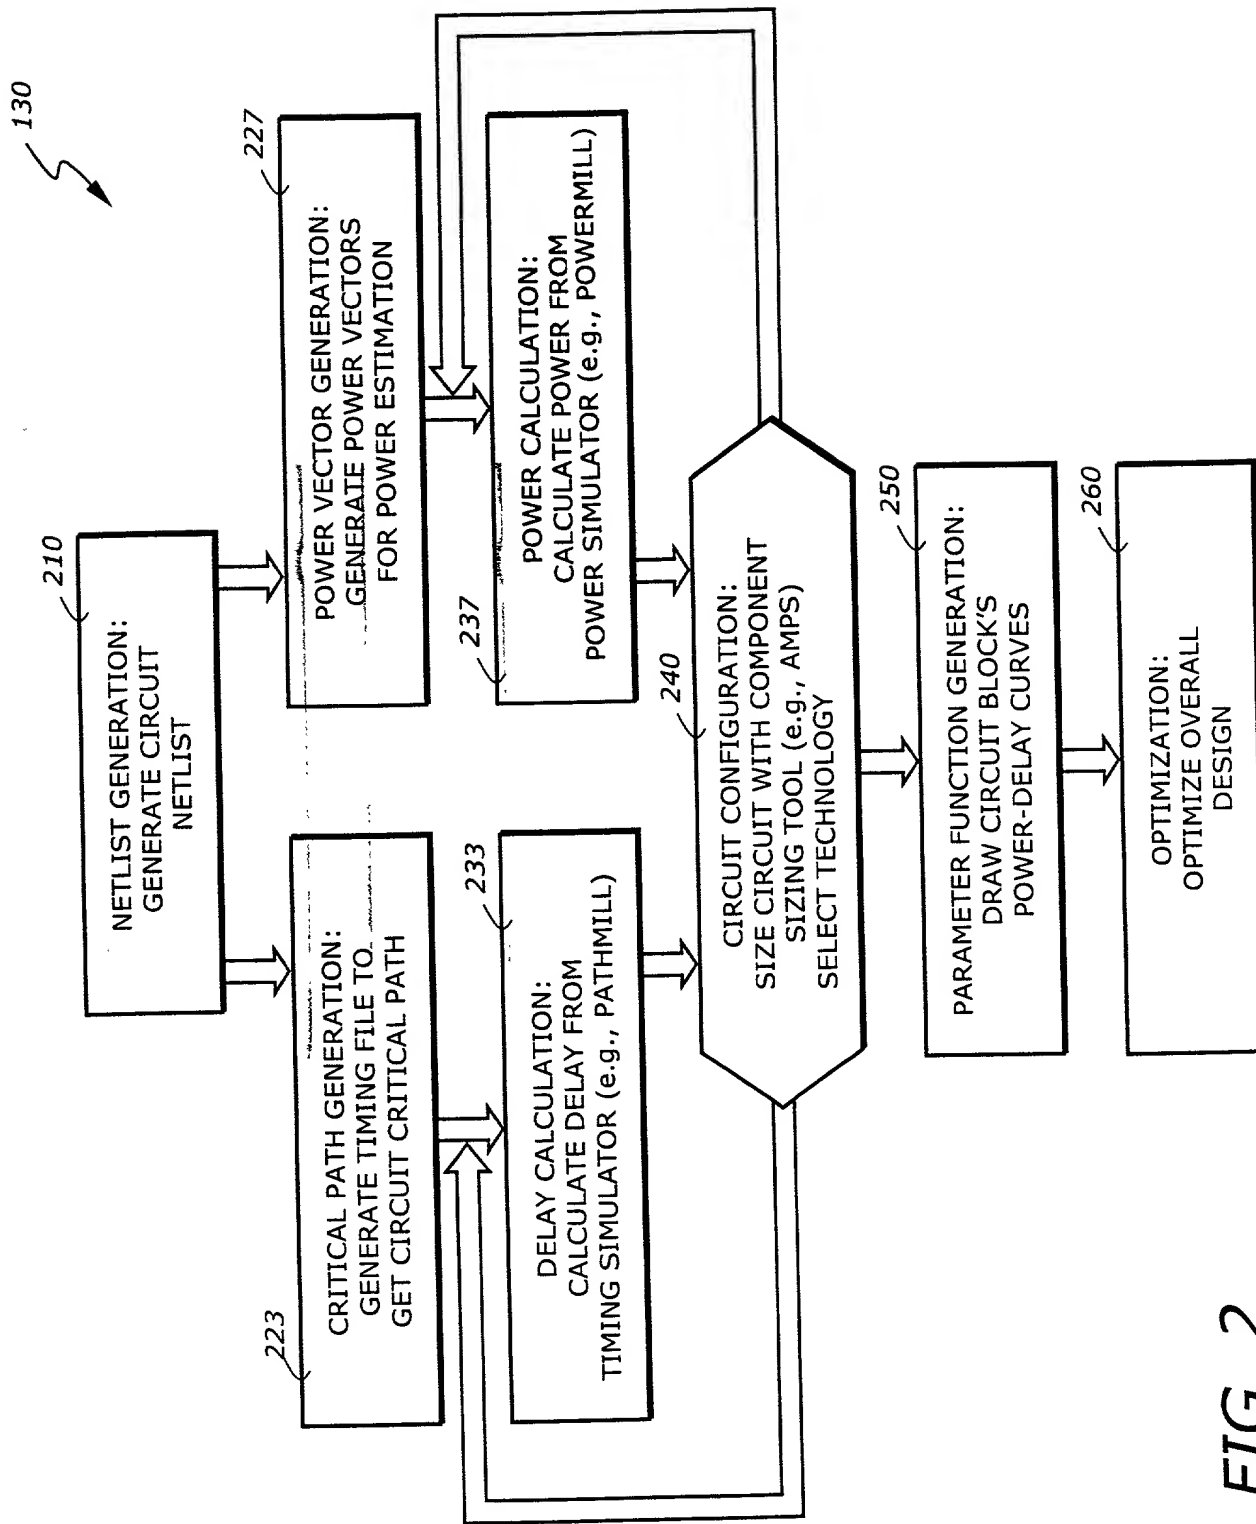 130
210
NETLIST GENERATION:
GENERATE CIRCUIT
NETLIST
223
CRITICAL PATH GENERATION:
GENERATE TIMING FILE TO
GET CIRCUIT CRITICAL PATH
227
POWER VECTOR GENERATION:
GENERATE POWER VECTORS
FOR POWER ESTIMATION
233
DELAY CALCULATION:
CALCULATE DELAY FROM
TIMING SIMULATOR (e.g., PATHMILL)
237
POWER CALCULATION:
CALCULATE POWER FROM
POWER SIMULATOR (e.g., POWERMILL)
240
CIRCUIT CONFIGURATION:
SIZE CIRCUIT WITH COMPONENT
SIZING TOOL (e.g., AMPS)
SELECT TECHNOLOGY
250
PARAMETER FUNCTION GENERATION:
DRAW CIRCUIT BLOCK'S
POWER-DELAY CURVES
260
OPTIMIZATION:
OPTIMIZE OVERALL
DESIGN
FIG. 2